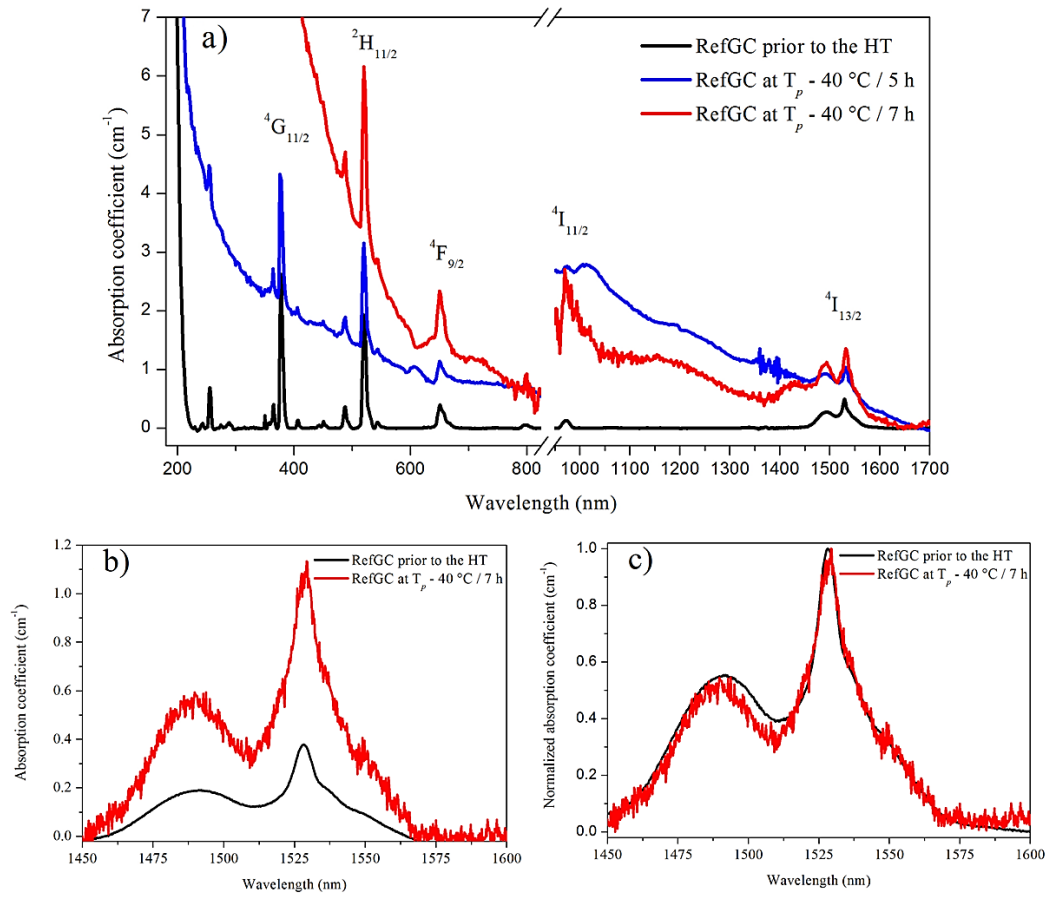 a)
7
6
5
4
3
2
1
0
Absorption coefficient (cm⁻¹)
⁴G₁₁/₂
²H₁₁/₂
⁴F₉/₂
⁴I₁₁/₂
⁴I₁₃/₂
RefGC prior to the HT
RefGC at Tₚ - 40 °C / 5 h
RefGC at Tₚ - 40 °C / 7 h
200 400 600 800 1000 1100 1200 1300 1400 1500 1600 1700
Wavelength (nm)
b)
RefGC prior to the HT
RefGC at Tₚ - 40 °C / 7 h
1.2
1.0
0.8
0.6
0.4
0.2
0.0
Absorption coefficient (cm⁻¹)
1450 1475 1500 1525 1550 1575 1600
Wavelength (nm)
c)
RefGC prior to the HT
RefGC at Tₚ - 40 °C / 7 h
1.0
0.8
0.6
0.4
0.2
0.0
Normalized absorption coefficient (cm⁻¹)
1450 1475 1500 1525 1550 1575 1600
Wavelength (nm)